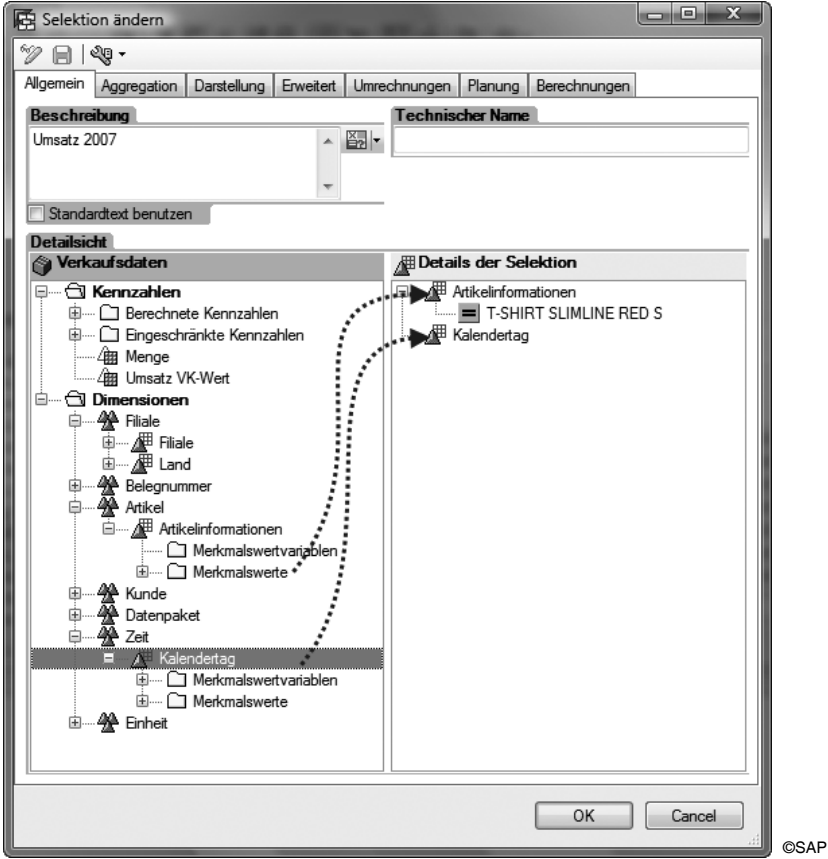 Selektion ändern
Allgemein Aggregation Darstellung Erweitert Umrechnungen Planung Berechnungen
Beschreibung
Technischer Name
Umsatz 2007
Standardtext benutzen
Detailsicht
Verkaufsdaten
Kennzahlen
Berechnete Kennzahlen
Eingeschränkte Kennzahlen
Menge
Umsatz VK-Wert
Dimensionen
Filiale
Filiale
Land
Belegnummer
Artikel
Artikelinformationen
Merkmalswertvariablen
Merkmalswerte
Kunde
Datenpaket
Zeit
Kalendertag
Merkmalswertvariablen
Merkmalswerte
Einheit
Details der Selektion
Artikelinformationen
T-SHIRT SLIMLINE RED S
Kalendertag
OK Cancel
©SAP